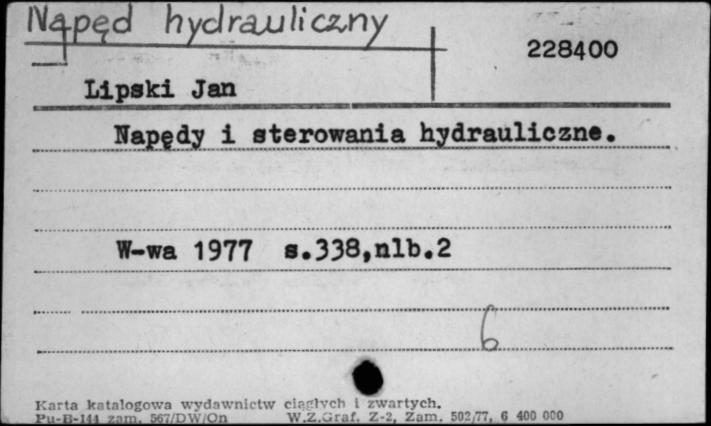 Napęd hydrauliczny
228400
Lipski Jan
Napędy i sterowania hydrauliczne.
W-wa 1977 s.338,nlb.2
6
Karta katalogowa wydawnictw ciągłych i zwartych.
Pu-B-144 zam. 567/DW/On W.Z.Graf. Z-2, Zam. 502/77, 6 400 000